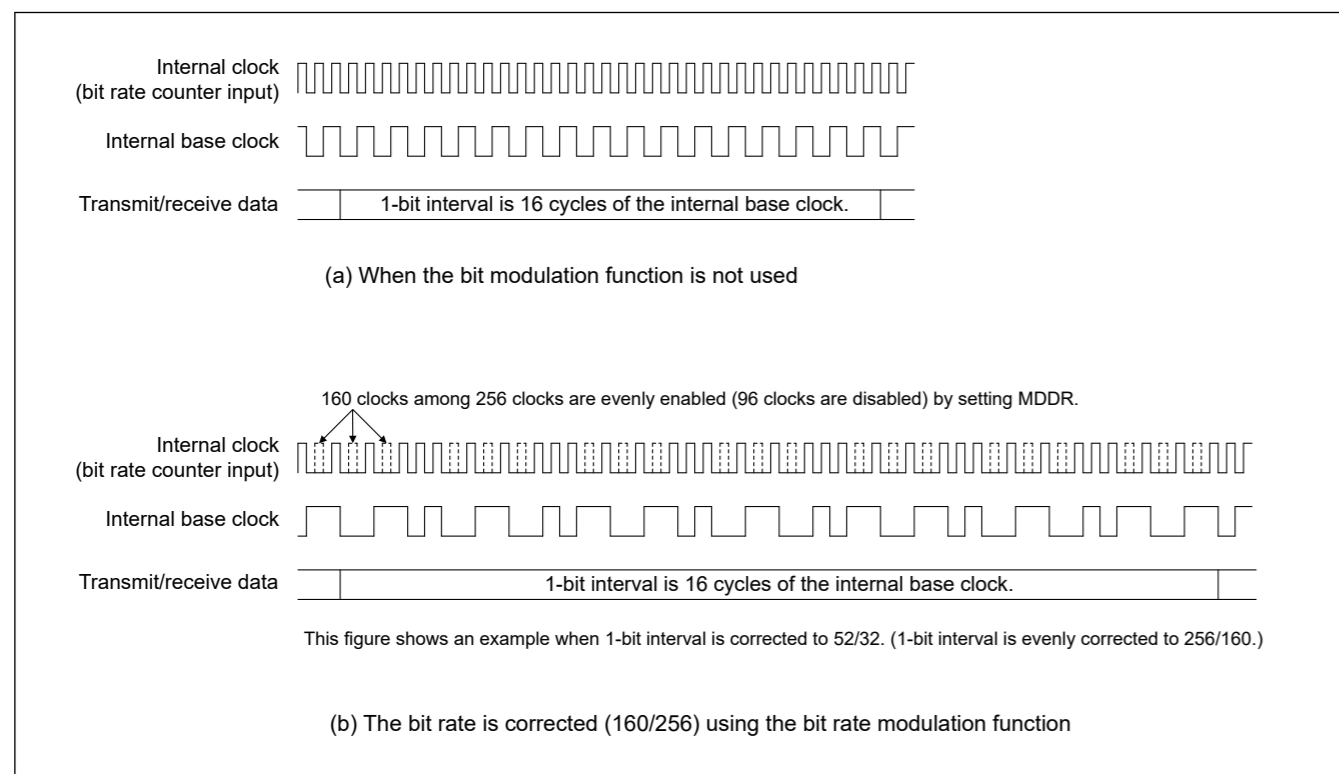 Internal clock
(bit rate counter input)
Internal base clock
Transmit/receive data
1-bit interval is 16 cycles of the internal base clock.
(a) When the bit modulation function is not used
160 clocks among 256 clocks are evenly enabled (96 clocks are disabled) by setting MDDR.
Internal clock
(bit rate counter input)
Internal base clock
Transmit/receive data
1-bit interval is 16 cycles of the internal base clock.
This figure shows an example when 1-bit interval is corrected to 52/32. (1-bit interval is evenly corrected to 256/160.)
(b) The bit rate is corrected (160/256) using the bit rate modulation function